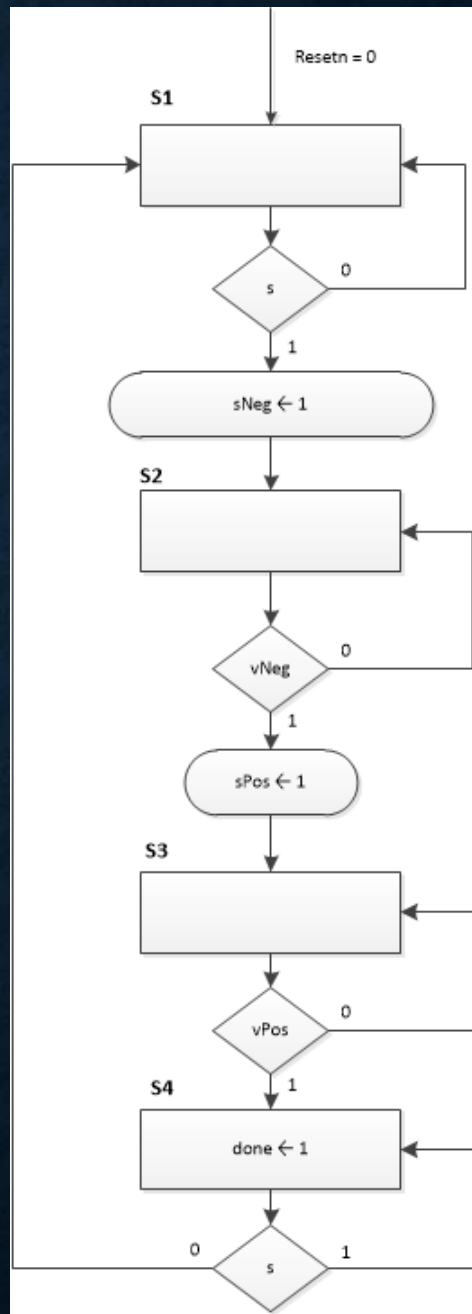 Resetn = 0
S1
s
0
1
sNeg ← 1
S2
vNeg
0
1
sPos ← 1
S3
vPos
0
1
S4
done ← 1
0
s
1